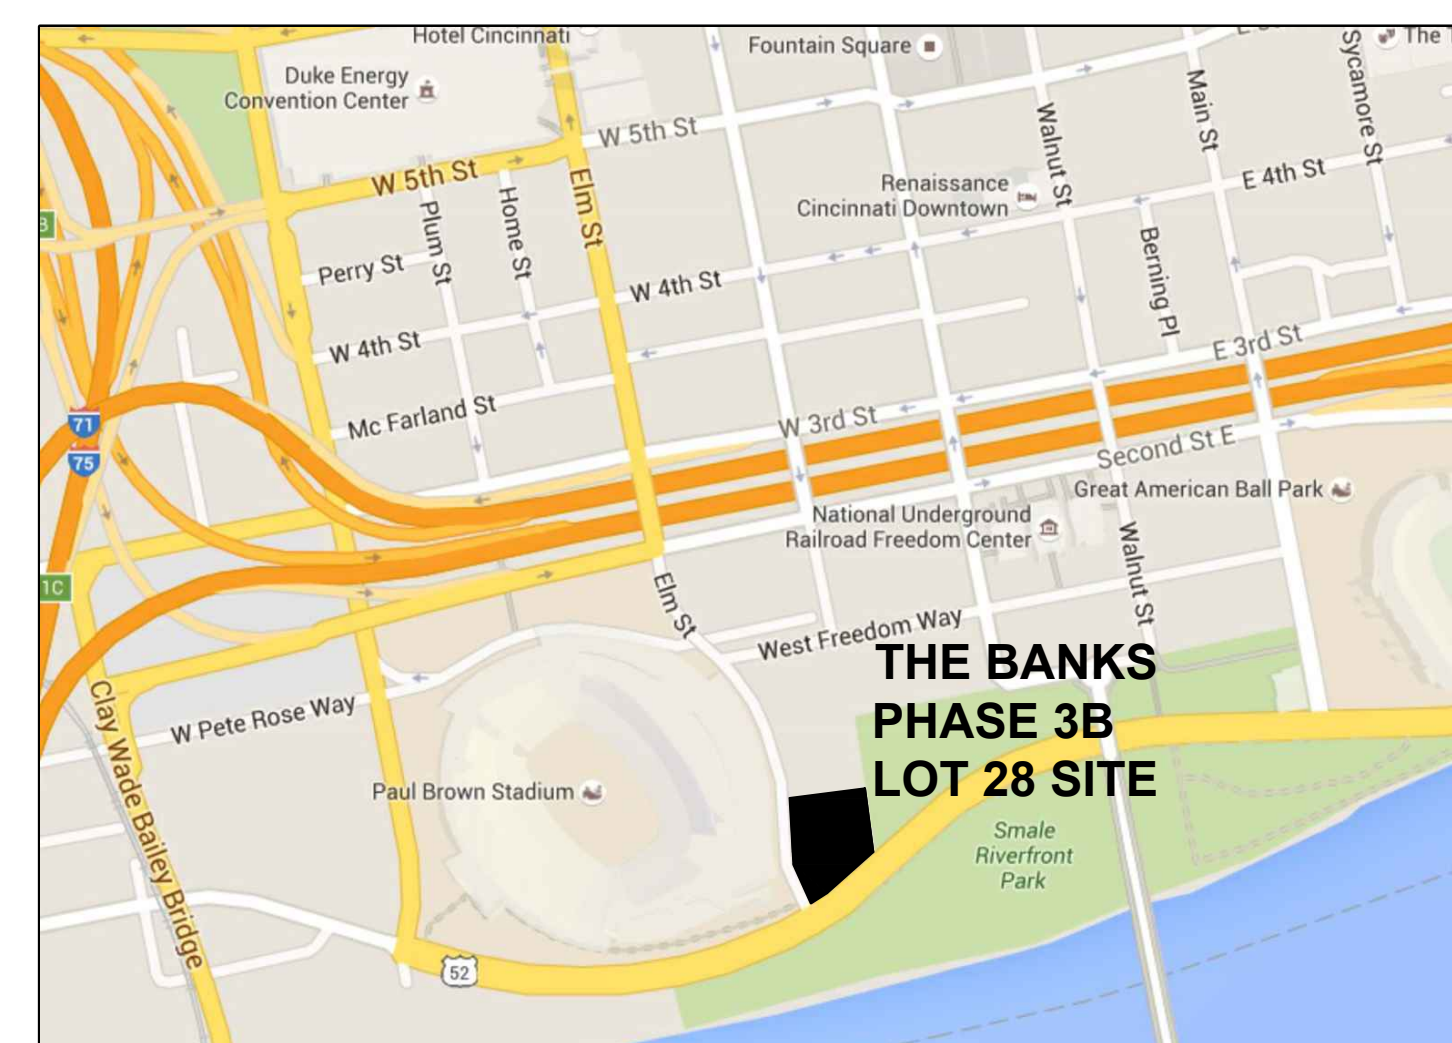 Hotel Cincinnati
Fountain Square
The
Sycamore St
Duke Energy
Convention Center
Main St
W 5th St
W 5th St
Walnut St
Elm St
Renaissance
Cincinnati Downtown
E 4th St
Plum St
Home St
Perry St
Berning Pl
W 4th St
W 4th St
E 3rd St
Mc Farland St
71
W 3rd St
75
Second St E
Great American Ball Park
National Underground
Railroad Freedom Center
Walnut St
1C
Elm St
West Freedom Way
THE BANKS
PHASE 3B
LOT 28 SITE
W Pete Rose Way
Clay Wade Bailey Bridge
Paul Brown Stadium
Smale
Riverfront
Park
52